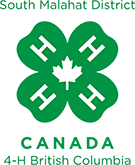 South Malahat District
H H
H H
CANADA
4-H British Columbia